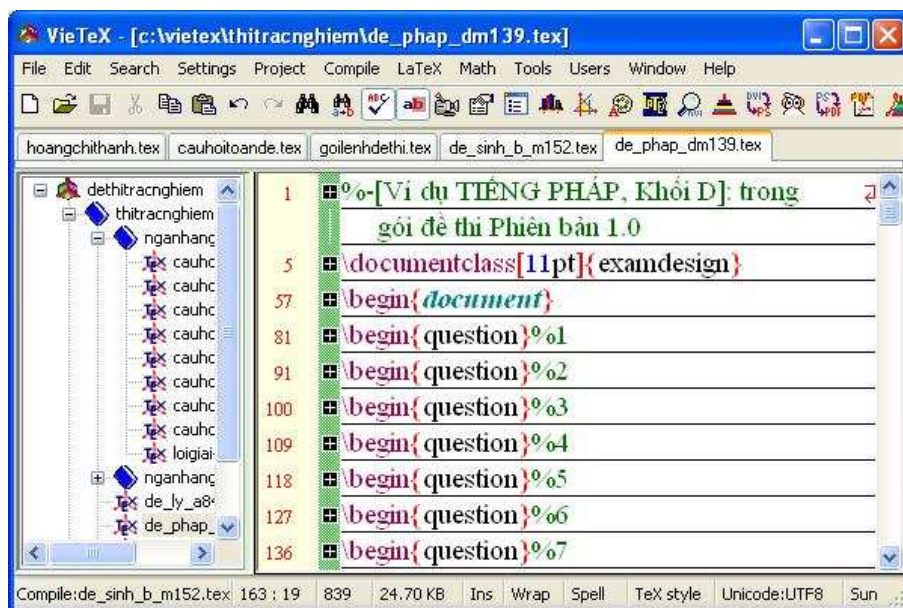 VieTeX - [c:\vietex\thitracnghiem\de_phap_dm139.tex]
File Edit Search Settings Project Compile LaTeX Math Tools Users Window Help
hoangchithanh.tex cauhoitoande.tex goilenhdethi.tex de_sinh_b_m152.tex de_phap_dm139.tex
dethitracnghiem
thitracnghiem
nganhang
cauhc
cauhc
cauhc
cauhc
cauhc
cauhc
cauhc
cauhc
loigiai-
nganhang
de_ly_a8
de_phap_
1 %-[Ví dụ TIẾNG PHÁP, Khối D]: trong
gói đề thi Phiên bản 1.0
5 \documentclass[11pt]{examdesign}
57 \begin{document}
81 \begin{question}%1
91 \begin{question}%2
100 \begin{question}%3
109 \begin{question}%4
118 \begin{question}%5
127 \begin{question}%6
136 \begin{question}%7
Compile:de_sinh_b_m152.tex 163 : 19 839 24.70 KB Ins Wrap Spell TeX style Unicode:UTF8 Sun